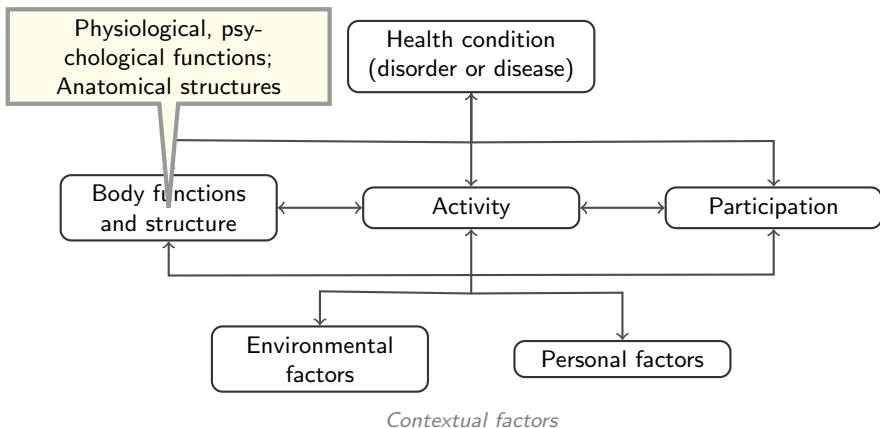 Physiological, psy-
chological functions;
Anatomical structures
Health condition
(disorder or disease)
Body functions
and structure
Activity
Participation
Environmental
factors
Personal factors
Contextual factors